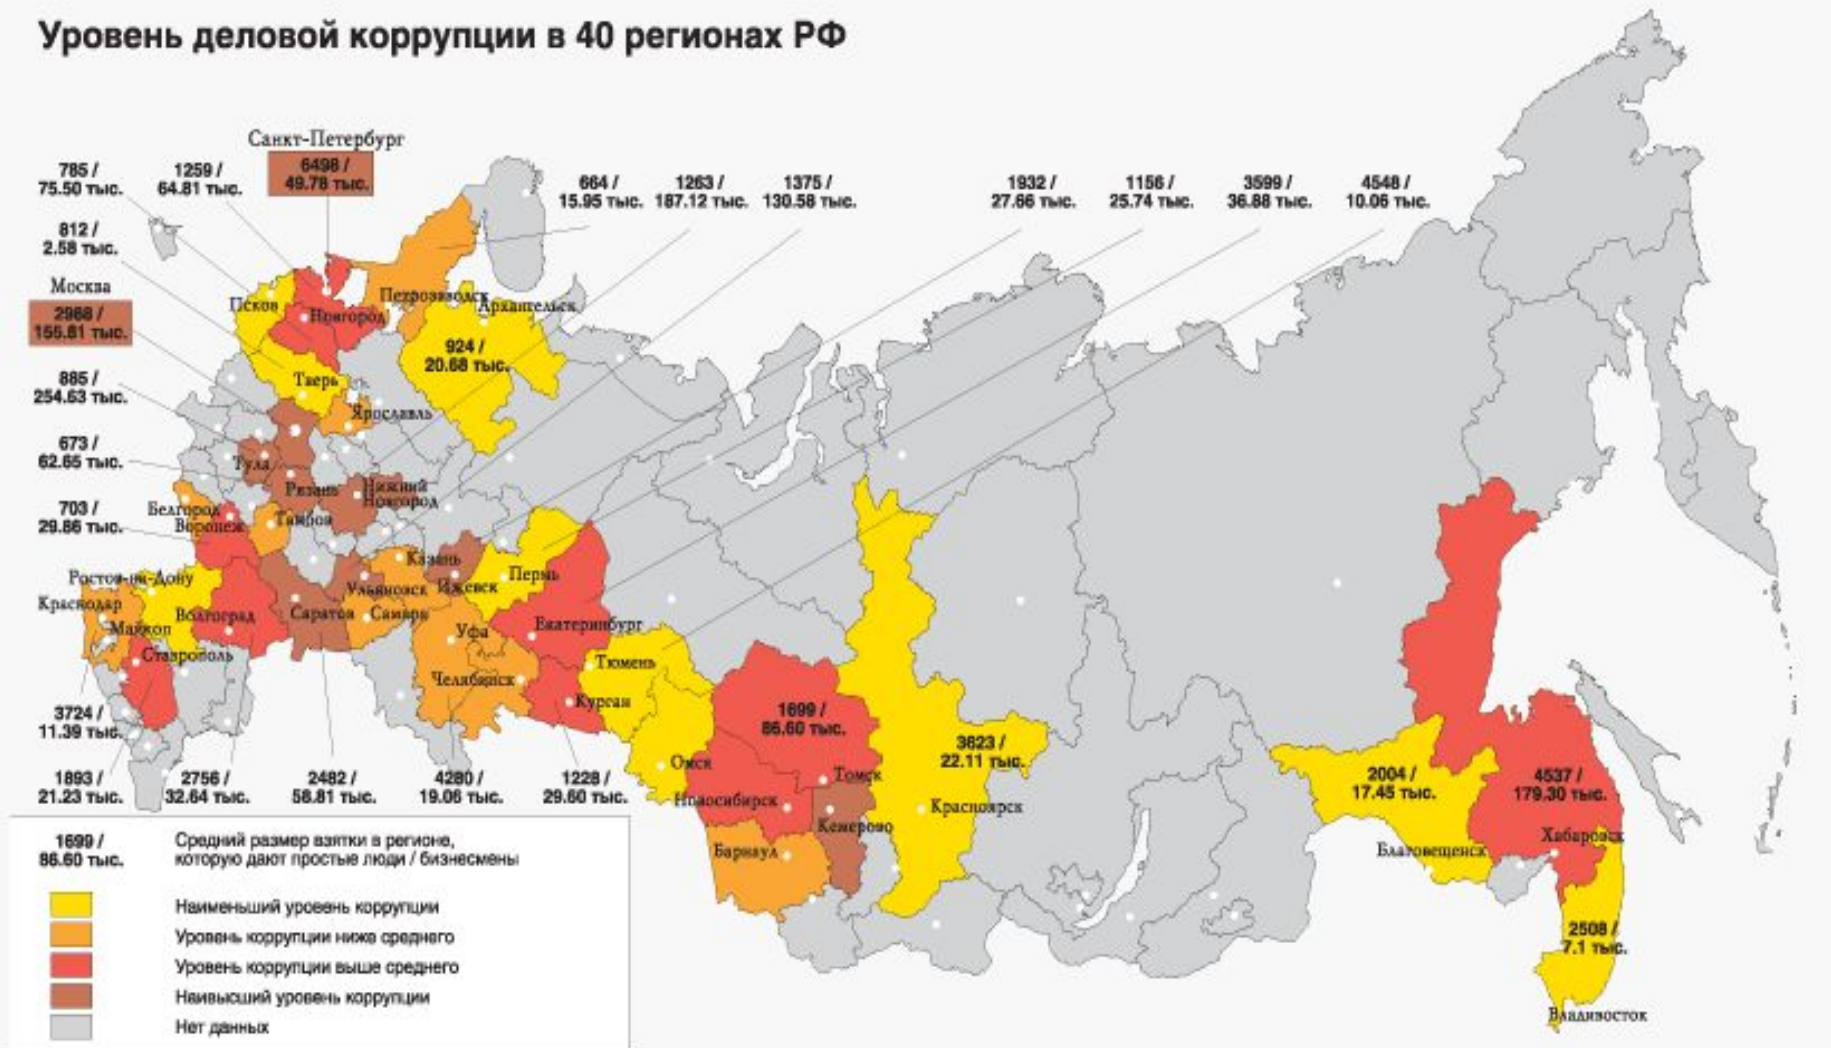 Уровень деловой коррупции в 40 регионах РФ
Санкт-Петербург
6498 /
49.78 тыс.
785 /
75.50 тыс.
1259 /
64.81 тыс.
664 /
15.95 тыс.
1263 /
187.12 тыс.
1375 /
130.58 тыс.
1932 /
27.66 тыс.
1156 /
25.74 тыс.
3599 /
36.88 тыс.
4548 /
10.06 тыс.
812 /
2.58 тыс.
Москва
2988 /
155.81 тыс.
885 /
254.63 тыс.
673 /
62.65 тыс.
703 /
29.86 тыс.
Псков
Новгород
Петрозаводск
Архангельск
924 /
20.68 тыс.
Тверь
Ярославль
Тула
Рязань
Нижний
Новгород
Белгород
Воронеж
Тамбов
Казань
Ростов-на-Дону
Ульяновск
Ижевск
Пермь
Краснодар
Волгоград
Саратов
Самара
Майкоп
Уфа
Екатеринбург
Ставрополь
Тюмень
Челябинск
Курган
3724 /
11.39 тыс.
1699 /
86.60 тыс.
3623 /
22.11 тыс.
Омск
Томск
1893 /
21.23 тыс.
2756 /
32.64 тыс.
2482 /
58.81 тыс.
4280 /
19.06 тыс.
1228 /
29.60 тыс.
2004 /
17.45 тыс.
4537 /
179.30 тыс.
Новосибирск
Красноярск
Кемерово
Хабаровск
Барнаул
Благовещенск
2508 /
7.1 тыс.
Владивосток
1699 /
86.60 тыс.
Средний размер взятки в регионе,
которую дают простые люди / бизнесмены
Наименьший уровень коррупции
Уровень коррупции ниже среднего
Уровень коррупции выше среднего
Наивысший уровень коррупции
Нет данных